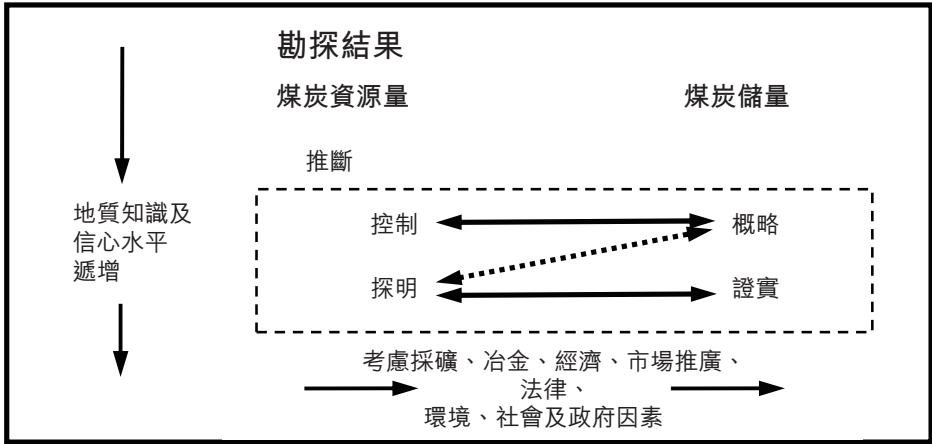 勘探結果
煤炭資源量
煤炭儲量
推斷
地質知識及
信心水平
遞增
控制
概略
探明
證實
考慮採礦、冶金、經濟、市場推廣、
法律、
環境、社會及政府因素